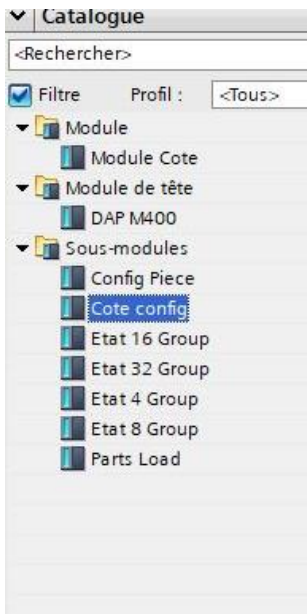 Catalogue
<Rechercher>
Filtre Profil : <Tous>
Module
Module Cote
Module de tête
DAP M400
Sous-modules
Config Piece
Cote config
Etat 16 Group
Etat 32 Group
Etat 4 Group
Etat 8 Group
Parts Load